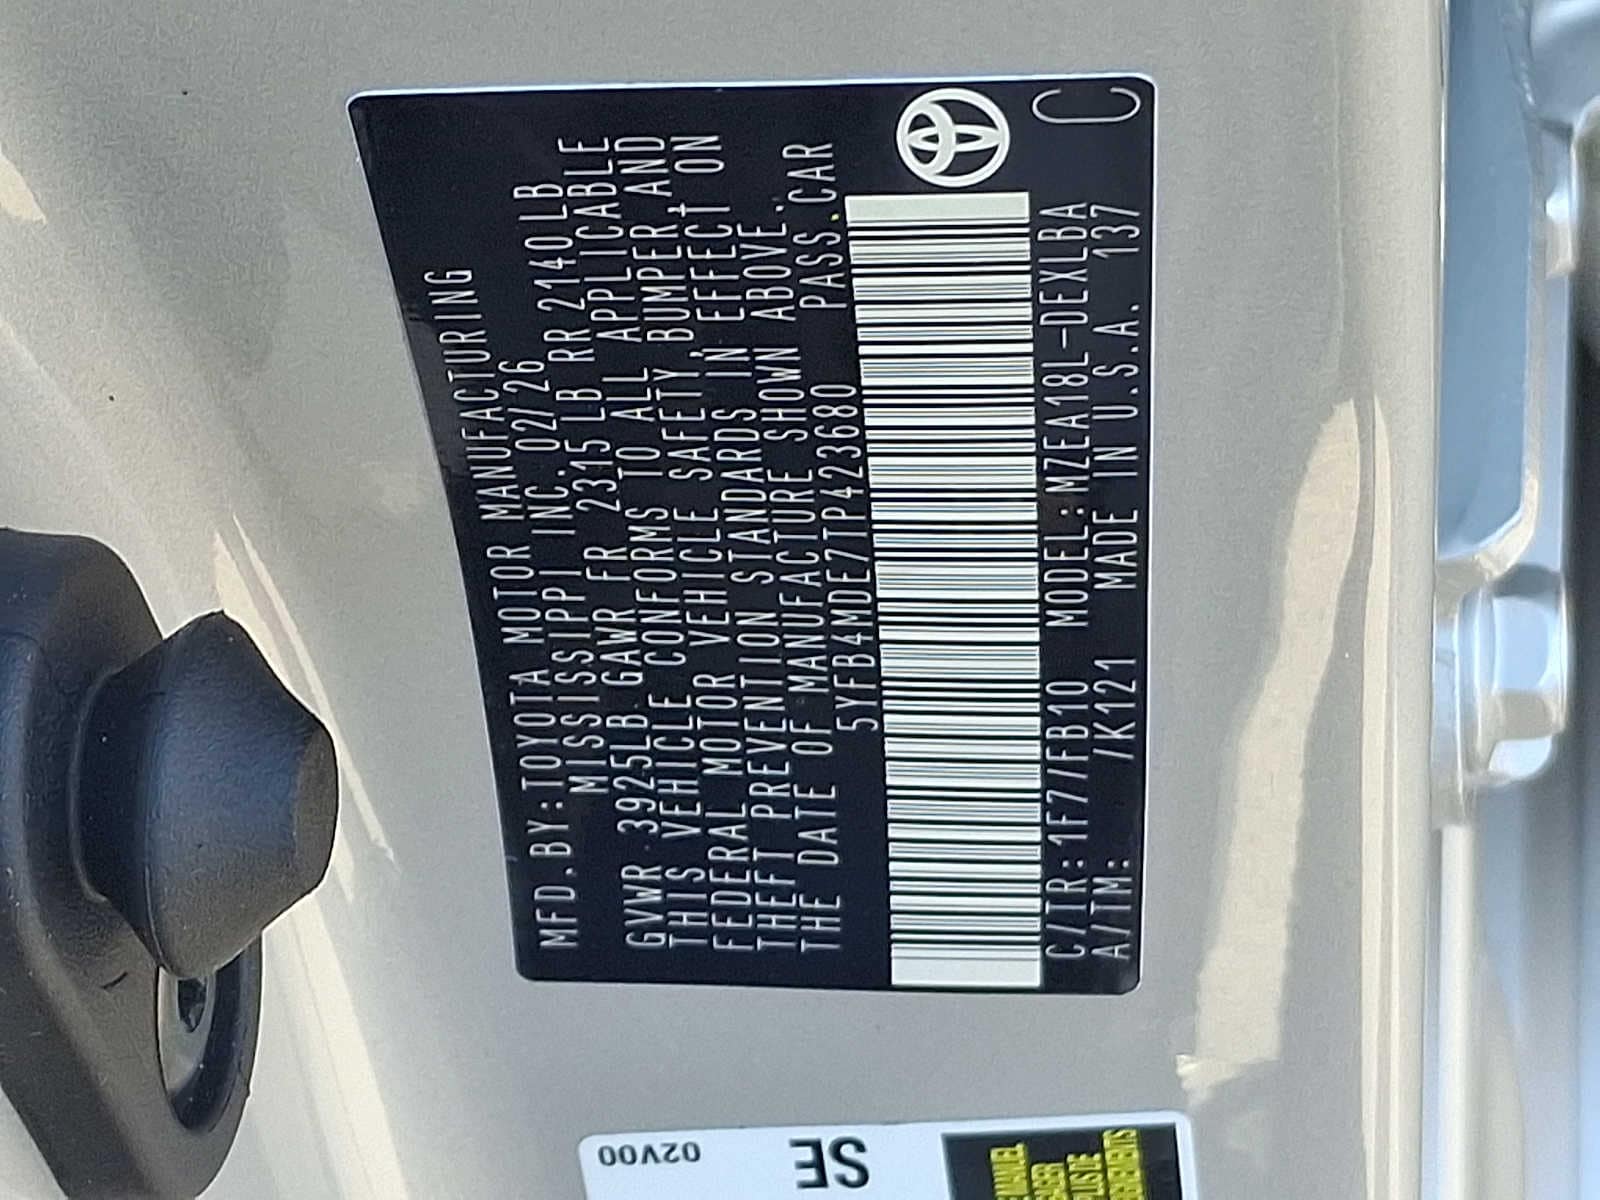 MFD.BY:TOYOTA MOTOR MANUFACTURING
MISSISSIPPI INC. 02/26
GVWR 3925LB GAWR FR 2315 LB RR 2140LB
THIS VEHICLE CONFORMS TO ALL APPLICABLE
FEDERAL MOTOR VEHICLE SAFETY, BUMPER AND
THEFT PREVENTION STANDARDS IN EFFECT ON
THE DATE OF MANUFACTURE SHOWN ABOVE.
5YFB4MDE7TP423680 PASS.CAR
C/TR:1F7/FB10 MODEL:MZEA18L-DEXLBA
A/TM: /K121 MADE IN U.S.A. 137
C
02V00
SE